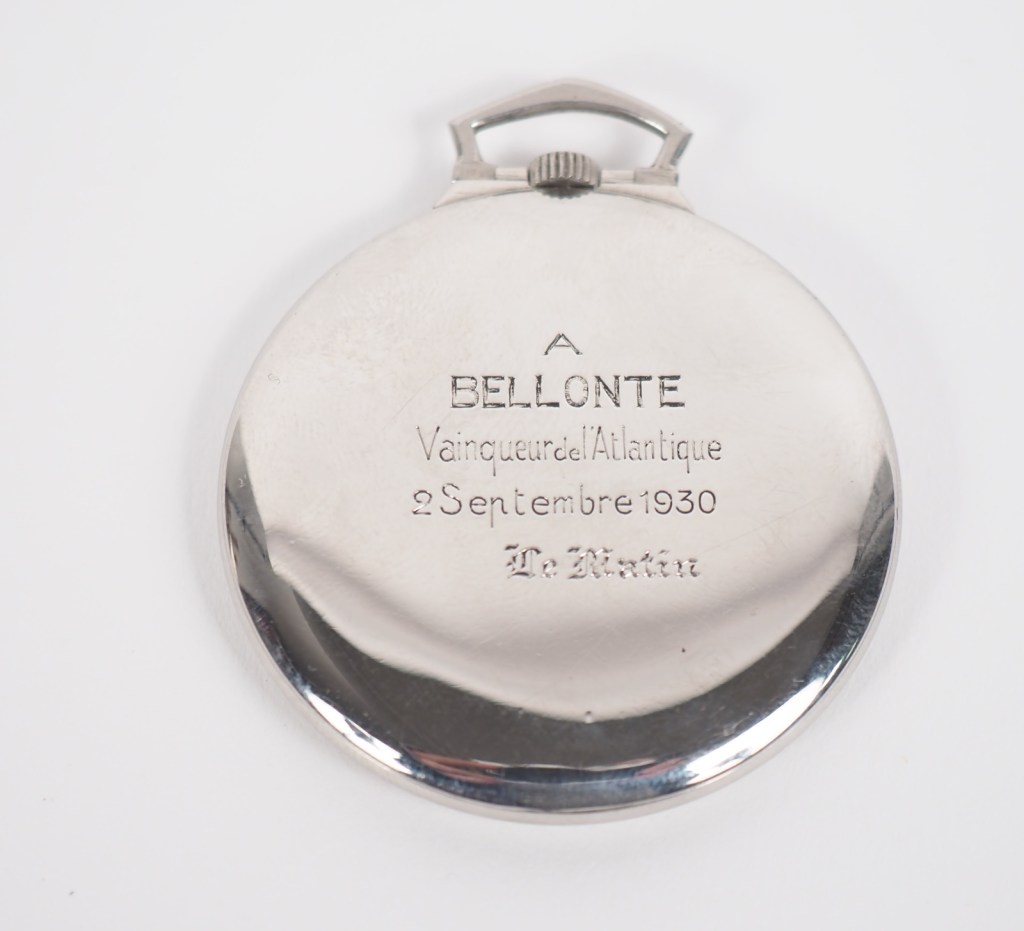 A
BELLONTE
Vainqueur de l'Atlantique
2 Septembre 1930
Le Matin